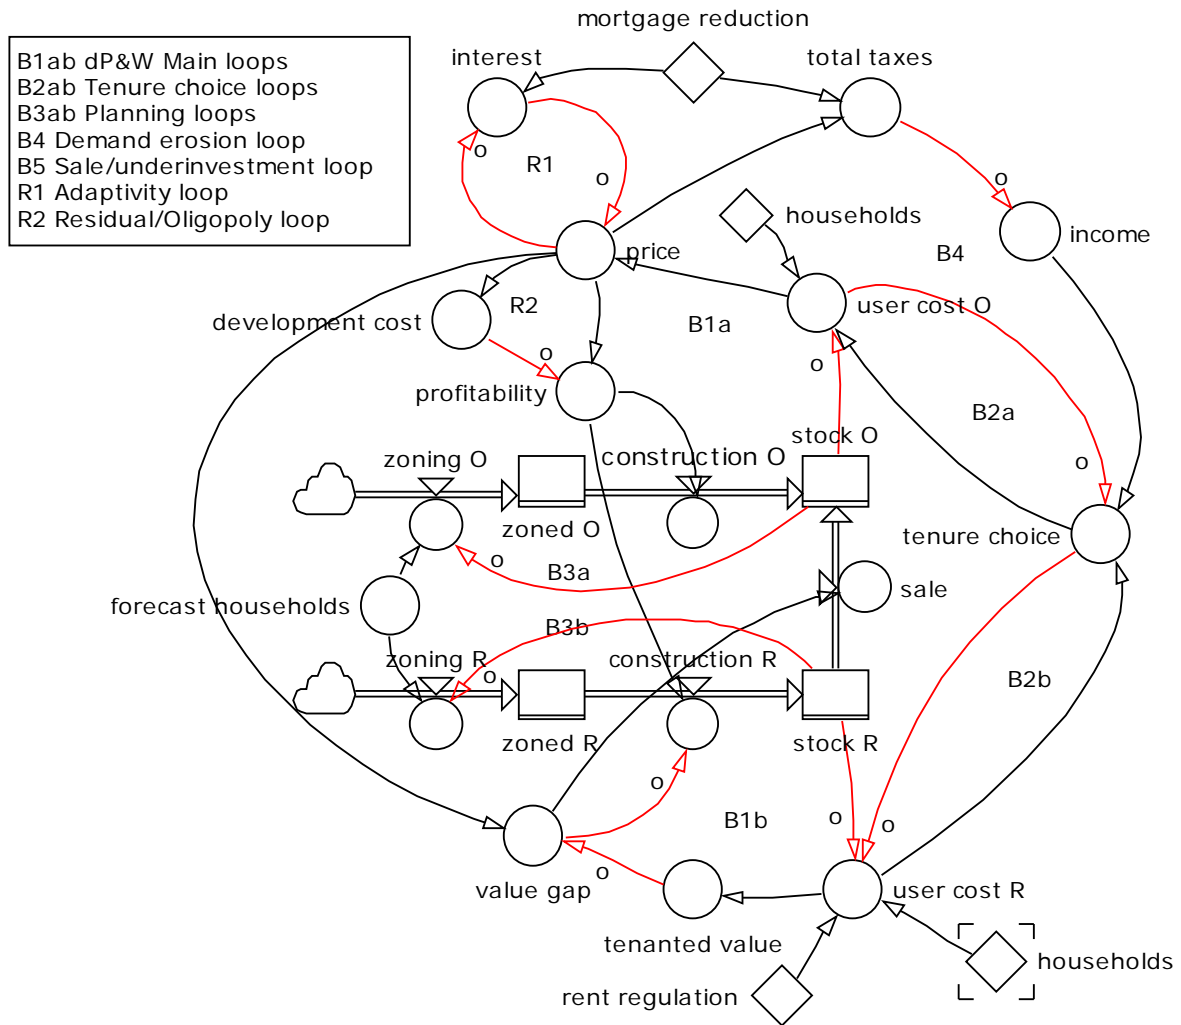 mortgage reduction
B1ab dP&W Main loops
B2ab Tenure choice loops
B3ab Planning loops
B4 Demand erosion loop
B5 Sale/underinvestment loop
R1 Adaptivity loop
R2 Residual/Oligopoly loop
interest
total taxes
o
R1
o
o
households
income
price
B4
development cost
R2
user cost O
B1a
o
o
profitability
B2a
stock O
zoning O
construction O
o
zoned O
tenure choice
o
B3a
forecast households
sale
B3b
zoning R
construction R
o
B2b
zoned R
stock R
o
B1b
o
o
o
value gap
user cost R
tenanted value
households
rent regulation